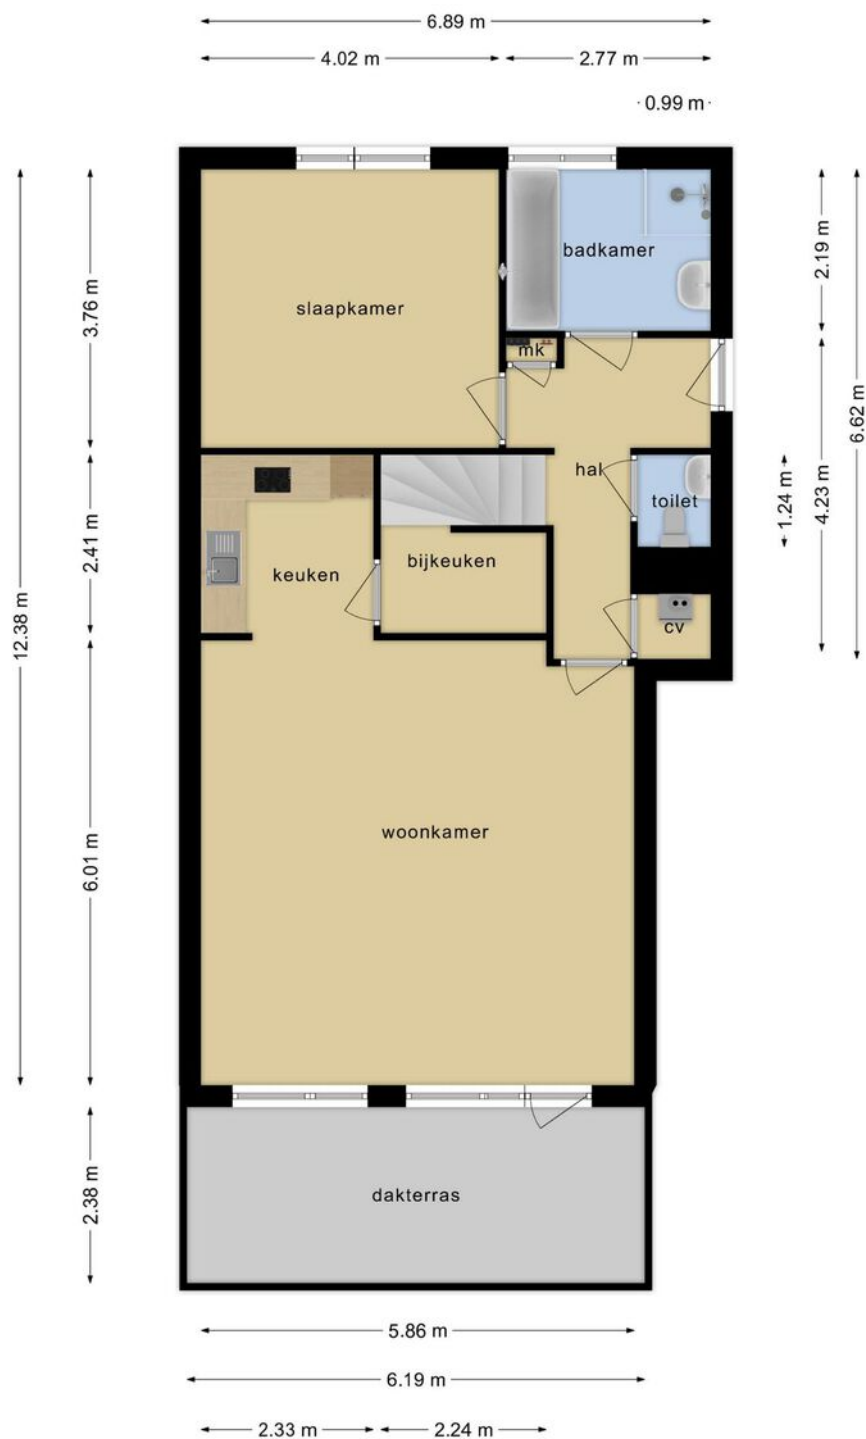 6.89 m
4.02 m
2.77 m
0.99 m
badkamer
2.19 m
3.76 m
slaapkamer
mk
6.62 m
hal
toilet
1.24 m
4.23 m
2.41 m
keuken
bijkeuken
12.38 m
cv
woonkamer
6.01 m
dakterras
2.38 m
5.86 m
6.19 m
2.33 m
2.24 m